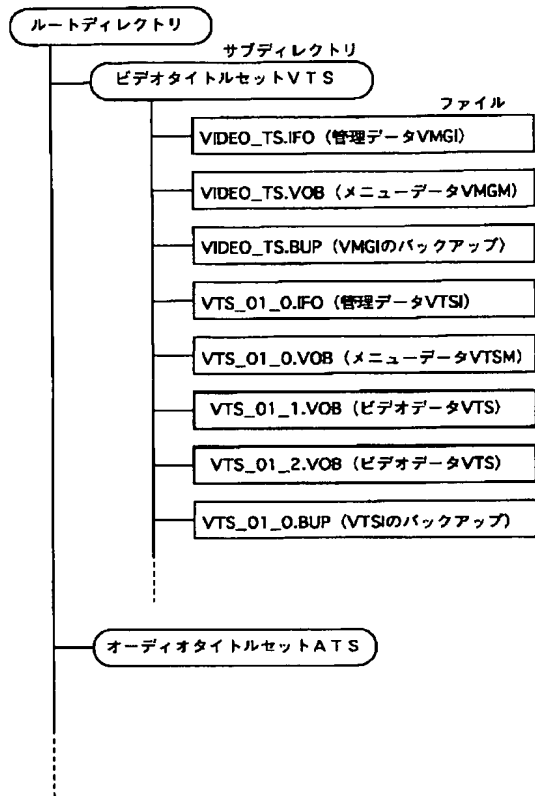 ルートディレクトリ
サブディレクトリ
ビデオタイトルセットVTS
ファイル
VIDEO_TS.IFO (管理データVMGI)
VIDEO_TS.VOB (メニューデータVMGM)
VIDEO_TS.BUP (VMGIのバックアップ)
VTS_01_0.IFO (管理データVTSI)
VTS_01_0.VOB (メニューデータVTSM)
VTS_01_1.VOB (ビデオデータVTS)
VTS_01_2.VOB (ビデオデータVTS)
VTS_01_0.BUP (VTSIのバックアップ)
オーディオタイトルセットATS